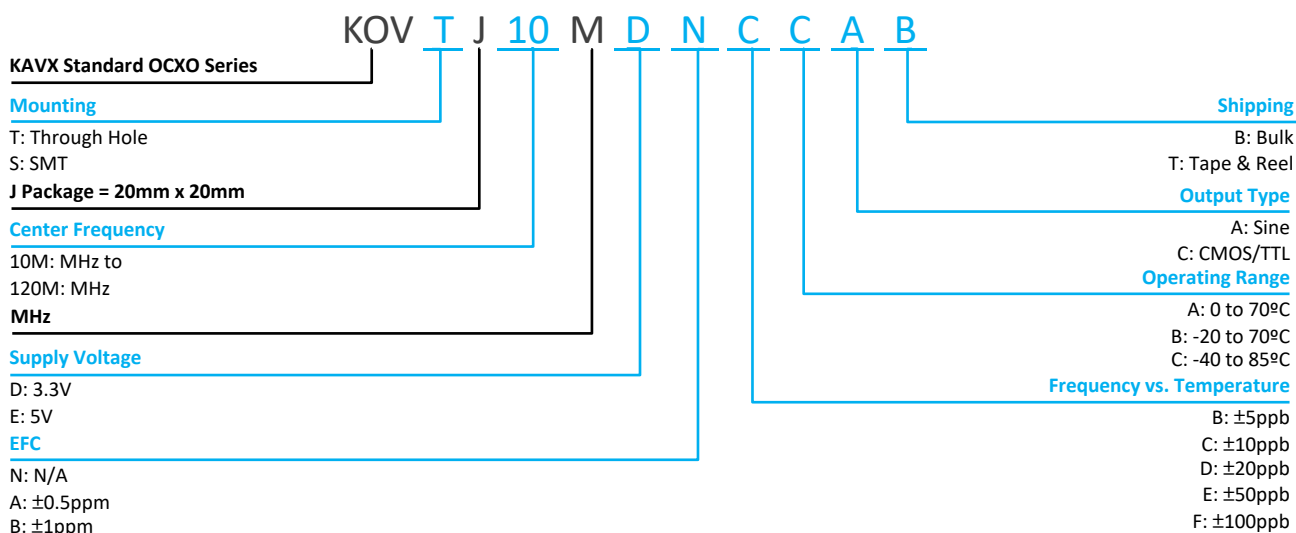 KOV T J 10 M D N C C A B
KAVX Standard OCXO Series
Mounting
T: Through Hole
S: SMT
J Package = 20mm x 20mm
Center Frequency
10M: MHz to
120M: MHz
MHz
Supply Voltage
D: 3.3V
E: 5V
EFC
N: N/A
A: ±0.5ppm
B: ±1ppm
Shipping
B: Bulk
T: Tape & Reel
Output Type
A: Sine
C: CMOS/TTL
Operating Range
A: 0 to 70ºC
B: -20 to 70ºC
C: -40 to 85ºC
Frequency vs. Temperature
B: ±5ppb
C: ±10ppb
D: ±20ppb
E: ±50ppb
F: ±100ppb